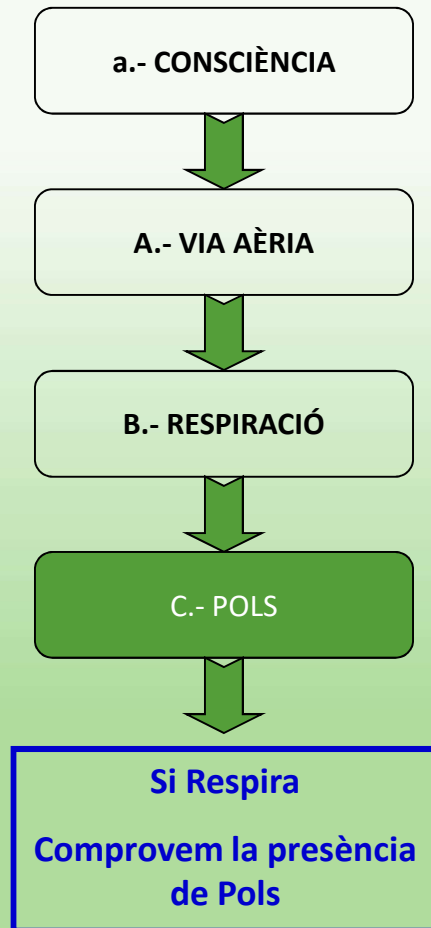 a.- CONSCIÈNCIA
A.- VIA AÈRIA
B.- RESPIRACIÓ
C.- POLS
Si Respira
Comprovem la presència
de Pols